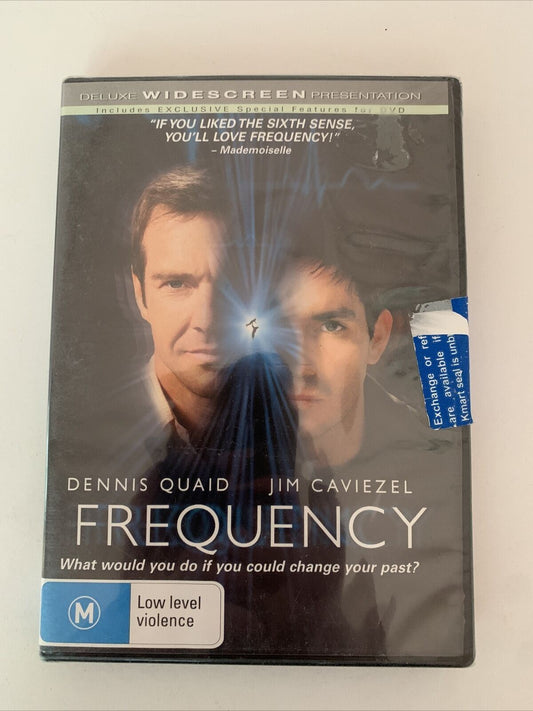 DELUXE WIDESCREEN PRESENTATION
Includes EXCLUSIVE Special Features for DVD
"IF YOU LIKED THE SIXTH SENSE,
YOU'LL LOVE FREQUENCY!"
– Mademoiselle
Exchange or ref
are available if
Kmart seal is unb
DENNIS QUAID JIM CAVIEZEL
FREQUENCY
What would you do if you could change your past?
M
Low level
violence